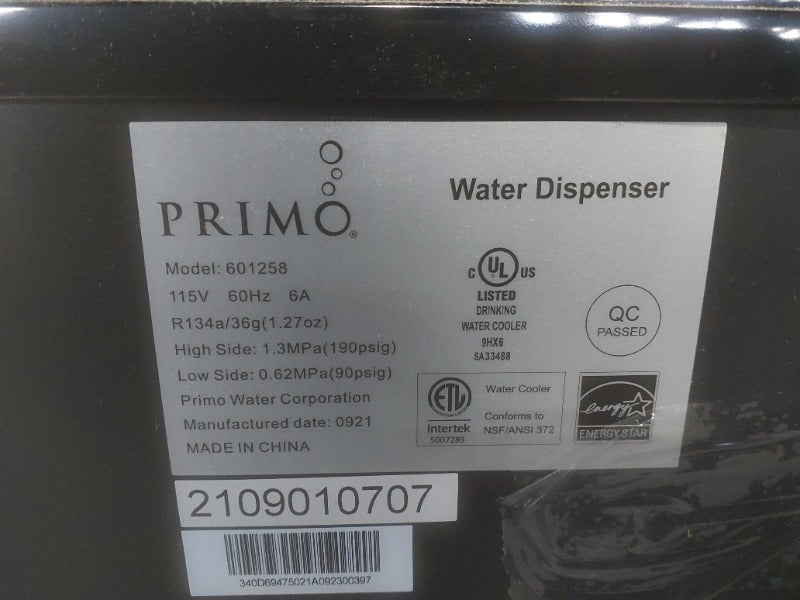 PRIMO®
Water Dispenser
Model: 601258
115V 60Hz 6A
R134a/36g(1.27oz)
High Side: 1.3MPa(190psig)
Low Side: 0.62MPa(90psig)
Primo Water Corporation
Manufactured date: 0921
MADE IN CHINA
C UL US
LISTED
DRINKING
WATER COOLER
9HX6
SA33488
QC
PASSED
ETL
Intertek
5007289
Water Cooler
Conforms to
NSF/ANSI 372
energy
ENERGY STAR
2109010707
340D69475021A092300397